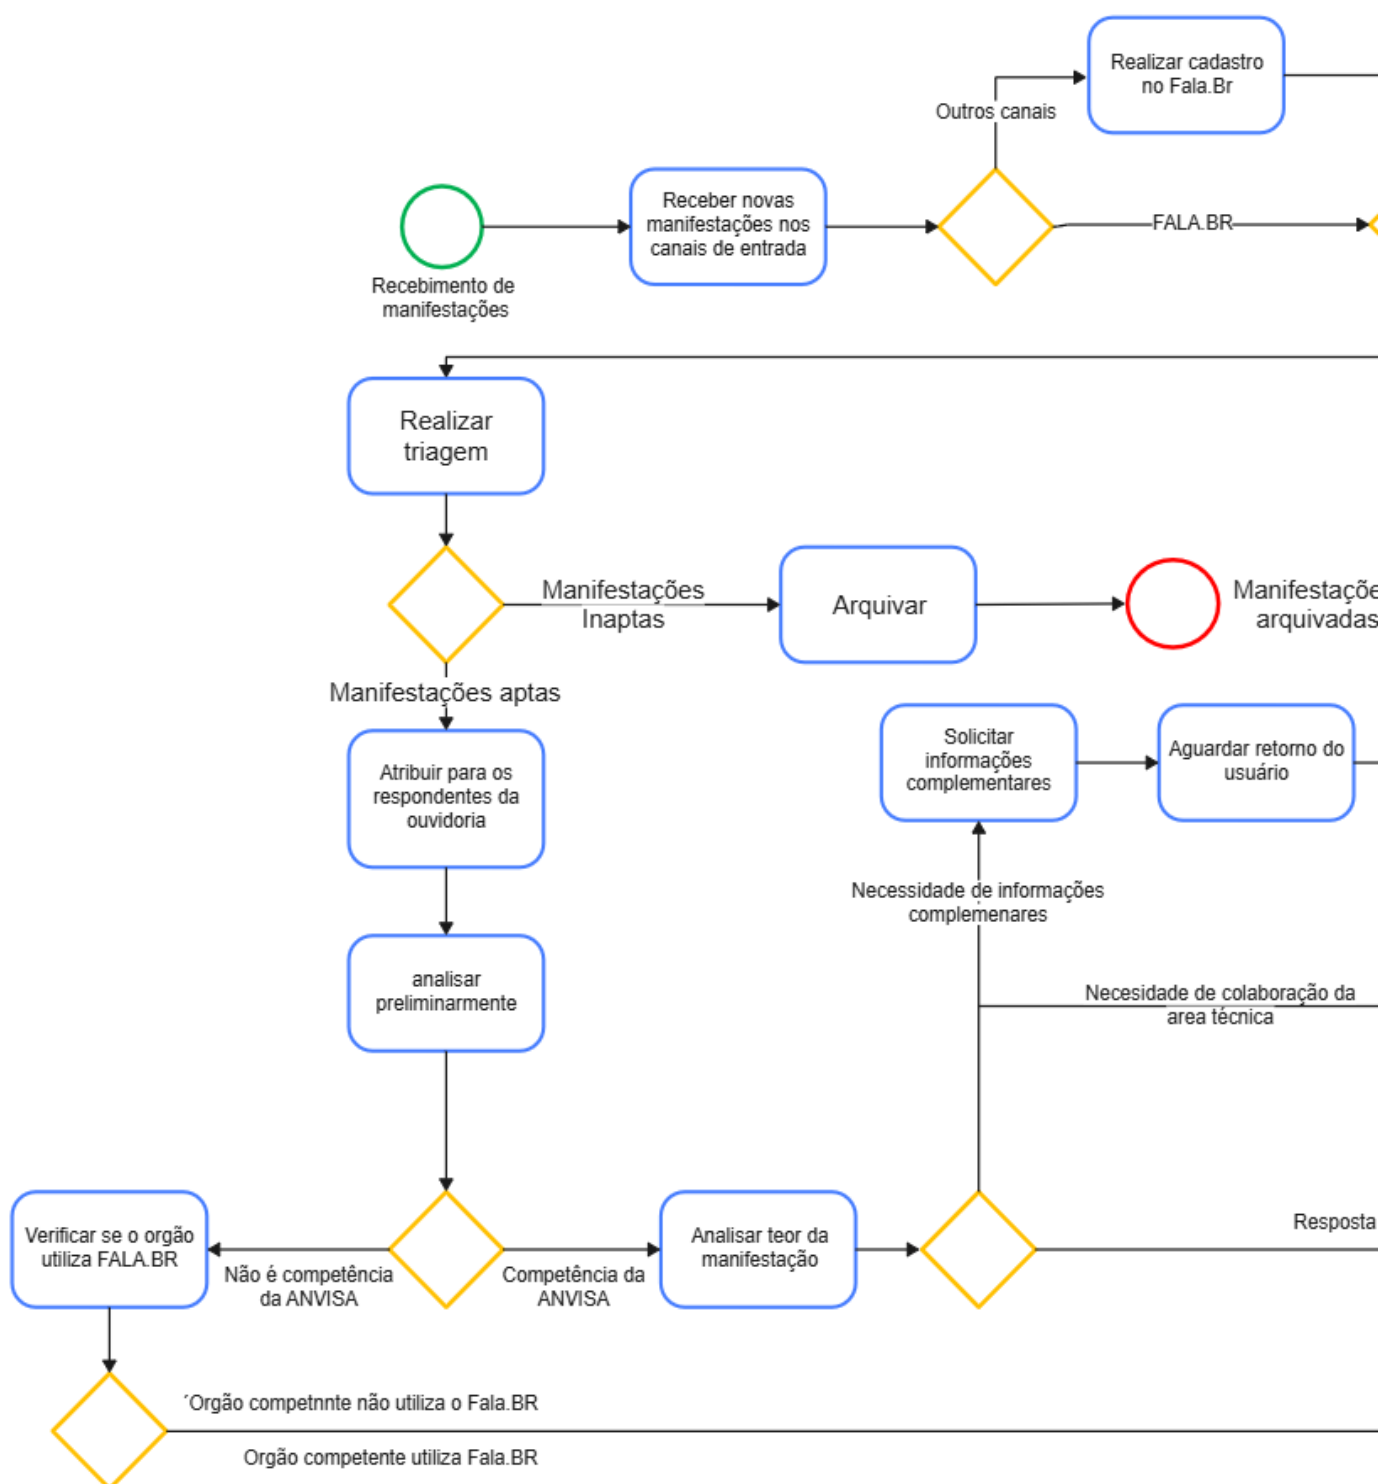 Realizar cadastro
no Fala.Br
Outros canais
Receber novas
manifestações nos
canais de entrada
FALA.BR
Recebimento de
manifestações
Realizar
triagem
Manifestações
Inaptas
Arquivar
Manifestaçõe
arquivadas
Manifestações aptas
Solicitar
informações
complementares
Aguardar retorno do
usuário
Atribuir para os
respondentes da
ouvidoria
Necessidade de informações
complemenares
analisar
preliminarmente
Necesidade de colaboração da
area técnica
Verificar se o orgão
utiliza FALA.BR
Não é competência
da ANVISA
Competência da
ANVISA
Analisar teor da
manifestação
Resposta
´Orgão competnnte não utiliza o Fala.BR
Orgão competente utiliza Fala.BR